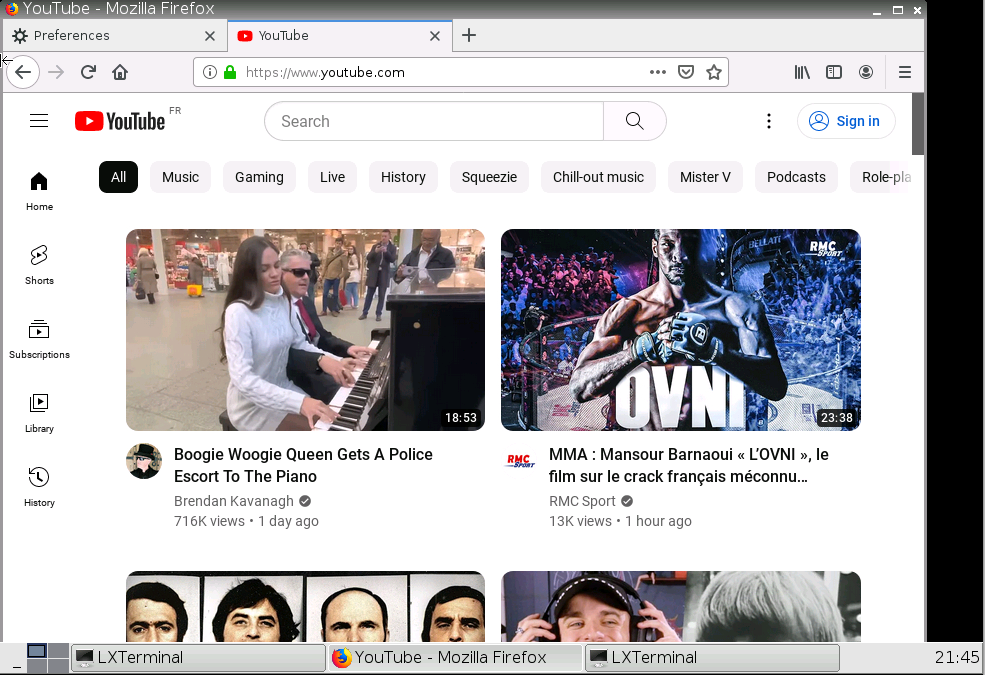 YouTube - Mozilla Firefox
Preferences
YouTube
https://www.youtube.com
YouTube FR
Search
Sign in
All
Music
Gaming
Live
History
Squeezie
Chill-out music
Mister V
Podcasts
Role-pla
Home
Shorts
Subscriptions
Library
History
18:53
BELLAT
RMC
SPORT
OVNI
23:38
Boogie Woogie Queen Gets A Police
Escort To The Piano
Brendan Kavanagh
716K views • 1 day ago
RMC
SPORT
MMA : Mansour Barnaoui « L’OVNI », le
film sur le crack français méconnu…
RMC Sport
13K views • 1 hour ago
LXTerminal
YouTube - Mozilla Firefox
LXTerminal
21:45